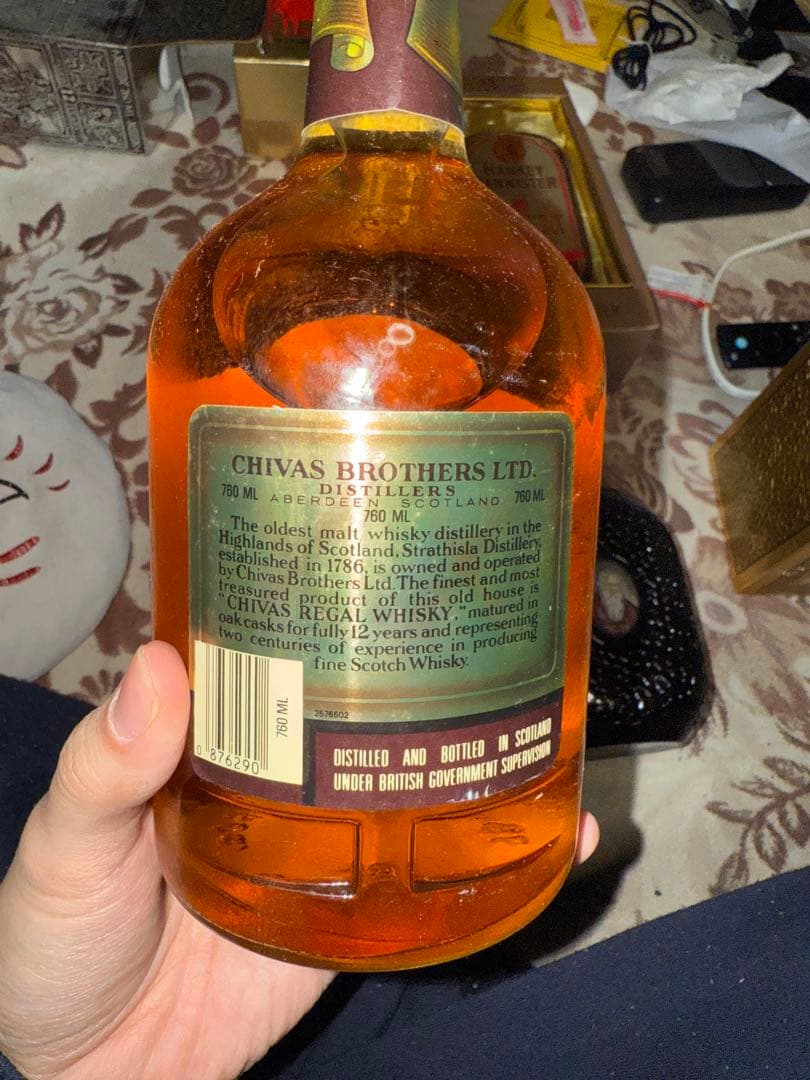 CHIVAS BROTHERS LTD.
DISTILLERS
760 ML ABERDEEN SCOTLAND 760 ML
760 ML
The oldest malt whisky distillery in the
Highlands of Scotland, Strathisla Distillery,
established in 1786, is owned and operated
by Chivas Brothers Ltd. The finest and most
treasured product of this old house is
"CHIVAS REGAL WHISKY," matured in
oak casks for fully 12 years and representing
two centuries of experience in producing
fine Scotch Whisky.
760 ML
0 876290
2576502
DISTILLED AND BOTTLED IN SCOTLAND
UNDER BRITISH GOVERNMENT SUPERVISION